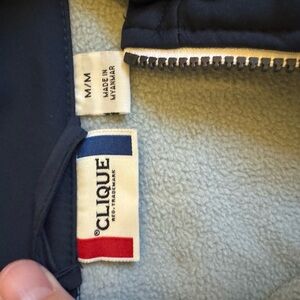 M/M
MADE IN
MYANMAR
®CLIQUE
REG. TRADEMARK